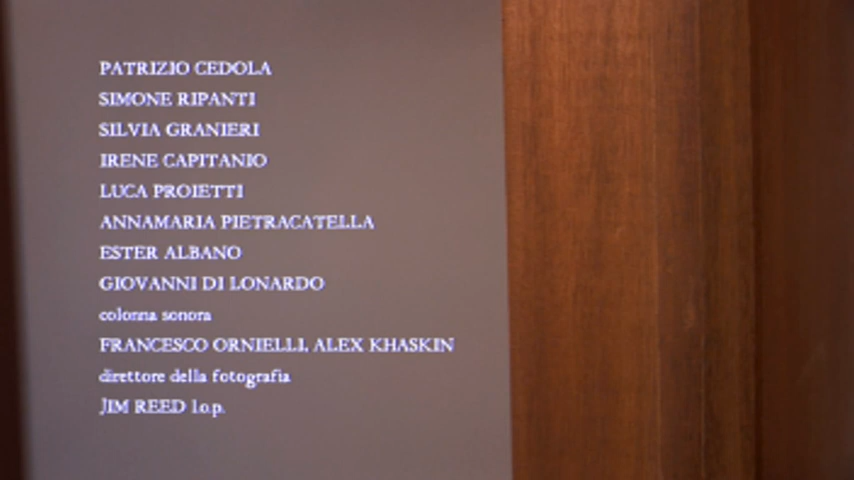 PATRIZIO CEDOLA
SIMONE RIPANTI
SILVIA GRANIERI
IRENE CAPITANIO
LUCA PROIETTI
ANNAMARIA PIETRACATELLA
ESTER ALBANO
GIOVANNI DI LONARDO
colonna sonora
FRANCESCO ORNIELLI, ALEX KHASKIN
direttore della fotografia
JIM REED l.o.p.